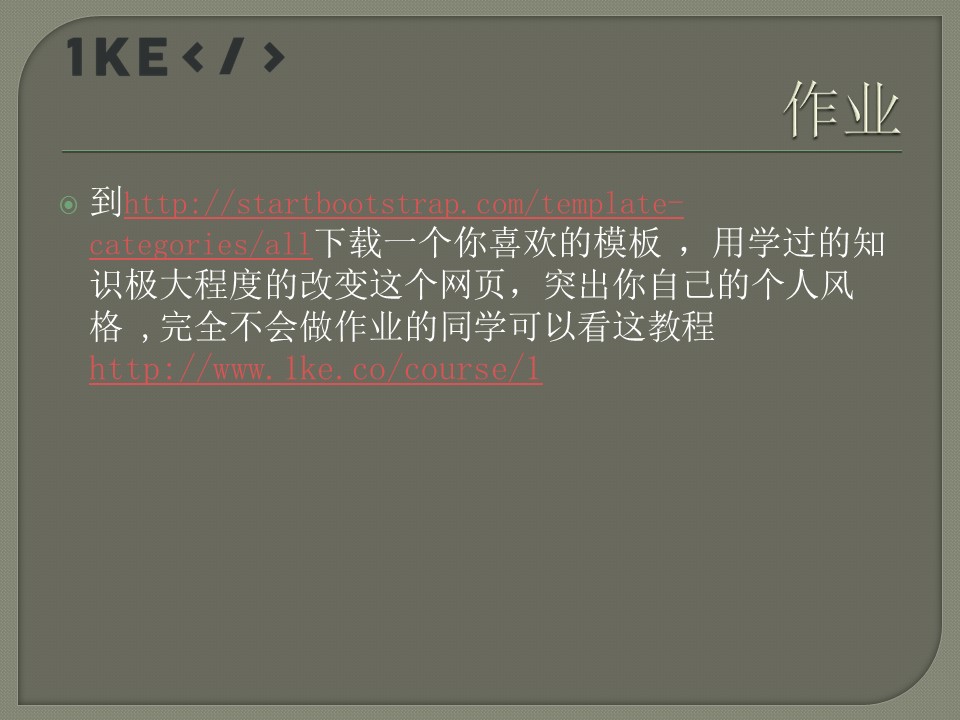 1KE</>
作业
到http://startbootstrap.com/template-
categories/all下载一个你喜欢的模板 ，用学过的知
识极大程度的改变这个网页，突出你自己的个人风
格 ,完全不会做作业的同学可以看这教程
http://www.1ke.co/course/1